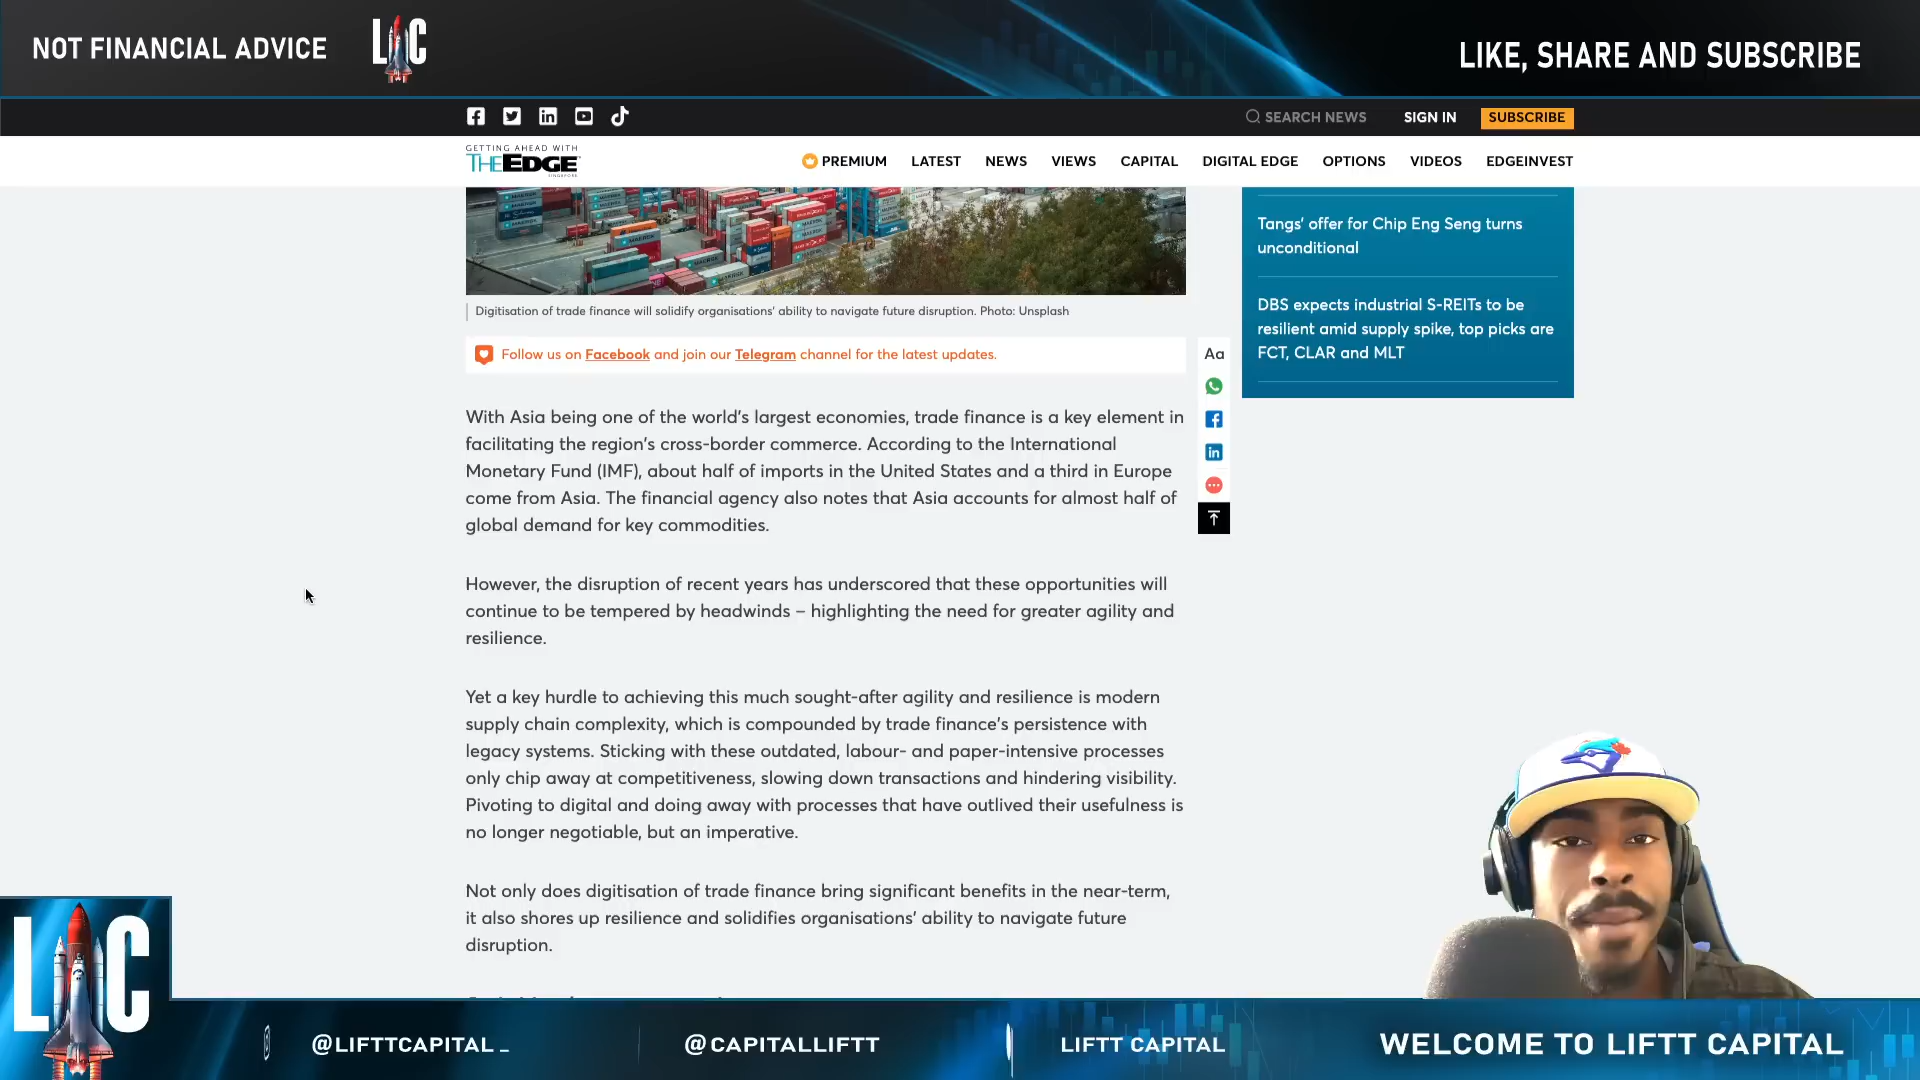 NOT FINANCIAL ADVICE
LC
LIKE, SHARE AND SUBSCRIBE
SEARCH NEWS
SIGN IN
SUBSCRIBE
GETTING AHEAD WITH
THE EDGE
SINGAPORE
PREMIUM
LATEST
NEWS
VIEWS
CAPITAL
DIGITAL EDGE
OPTIONS
VIDEOS
EDGEINVEST
Digitisation of trade finance will solidify organisations' ability to navigate future disruption. Photo: Unsplash
Follow us on Facebook and join our Telegram channel for the latest updates.
With Asia being one of the world's largest economies, trade finance is a key element in
facilitating the region's cross-border commerce. According to the International
Monetary Fund (IMF), about half of imports in the United States and a third in Europe
come from Asia. The financial agency also notes that Asia accounts for almost half of
global demand for key commodities.
However, the disruption of recent years has underscored that these opportunities will
continue to be tempered by headwinds – highlighting the need for greater agility and
resilience.
Yet a key hurdle to achieving this much sought-after agility and resilience is modern
supply chain complexity, which is compounded by trade finance's persistence with
legacy systems. Sticking with these outdated, labour- and paper-intensive processes
only chip away at competitiveness, slowing down transactions and hindering visibility.
Pivoting to digital and doing away with processes that have outlived their usefulness is
no longer negotiable, but an imperative.
Not only does digitisation of trade finance bring significant benefits in the near-term,
it also shores up resilience and solidifies organisations' ability to navigate future
disruption.
Aa
Tangs' offer for Chip Eng Seng turns
unconditional
DBS expects industrial S-REITs to be
resilient amid supply spike, top picks are
FCT, CLAR and MLT
LC
@LIFTTCAPITAL_
@CAPITALLIFTT
LIFTT CAPITAL
WELCOME TO LIFTT CAPITAL